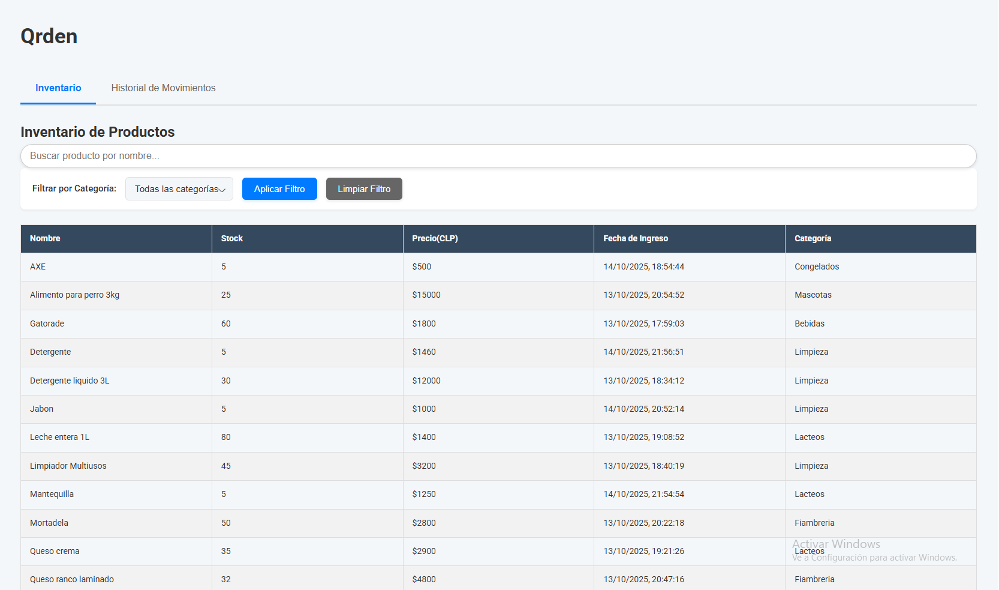 Qrden
Inventario Historial de Movimientos
Inventario de Productos
Buscar producto por nombre...
Filtrar por Categoría: Todas las categorías Aplicar Filtro Limpiar Filtro
Nombre Stock Precio(CLP) Fecha de Ingreso Categoría
AXE 5 $500 14/10/2025, 18:54:44 Congelados
Alimento para perro 3kg 25 $15000 13/10/2025, 20:54:52 Mascotas
Gatorade 60 $1800 13/10/2025, 17:59:03 Bebidas
Detergente 5 $1460 14/10/2025, 21:56:51 Limpieza
Detergente liquido 3L 30 $12000 13/10/2025, 18:34:12 Limpieza
Jabon 5 $1000 14/10/2025, 20:52:14 Limpieza
Leche entera 1L 80 $1400 13/10/2025, 19:08:52 Lacteos
Limpiador Multiusos 45 $3200 13/10/2025, 18:40:19 Limpieza
Mantequilla 5 $1250 14/10/2025, 21:54:54 Lacteos
Mortadela 50 $2800 13/10/2025, 20:22:18 Fiambreria
Queso crema 35 $2900 13/10/2025, 19:21:26 Lacteos
Activar Windows
Ve a Configuración para activar Windows.
Queso ranco laminado 32 $4800 13/10/2025, 20:47:16 Fiambreria